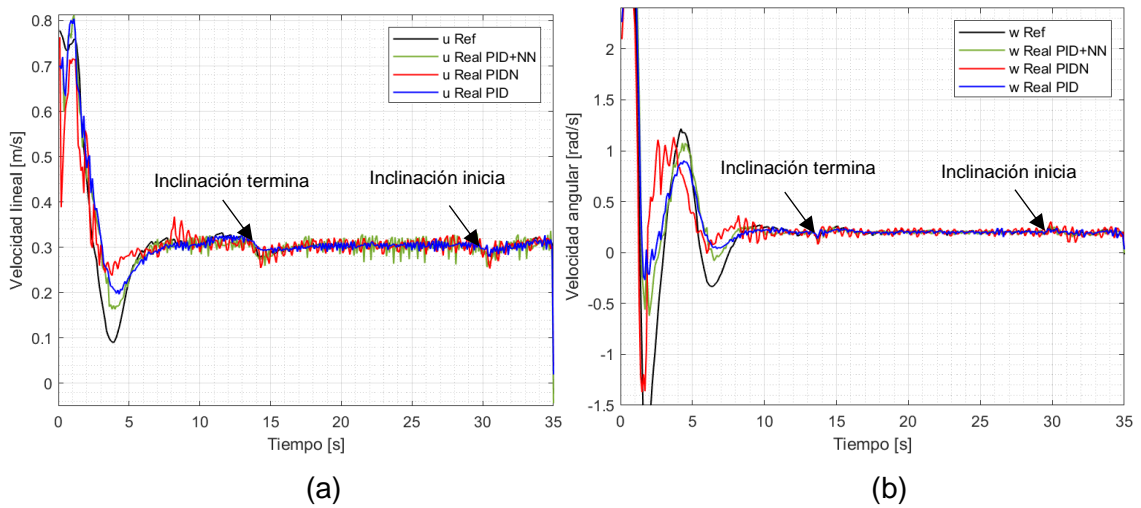 0.8
0.7
0.6
0.5
0.4
0.3
0.2
0.1
0
Velocidad lineal [m/s]
u Ref
u Real PID+NN
u Real PIDN
u Real PID
Inclinación termina
Inclinación inicia
0 5 10 15 20 25 30 35
Tiempo [s]
(a)
2
1.5
1
0.5
0
-0.5
-1
-1.5
Velocidad angular [rad/s]
w Ref
w Real PID+NN
w Real PIDN
w Real PID
Inclinación termina
Inclinación inicia
0 5 10 15 20 25 30 35
Tiempo [s]
(b)